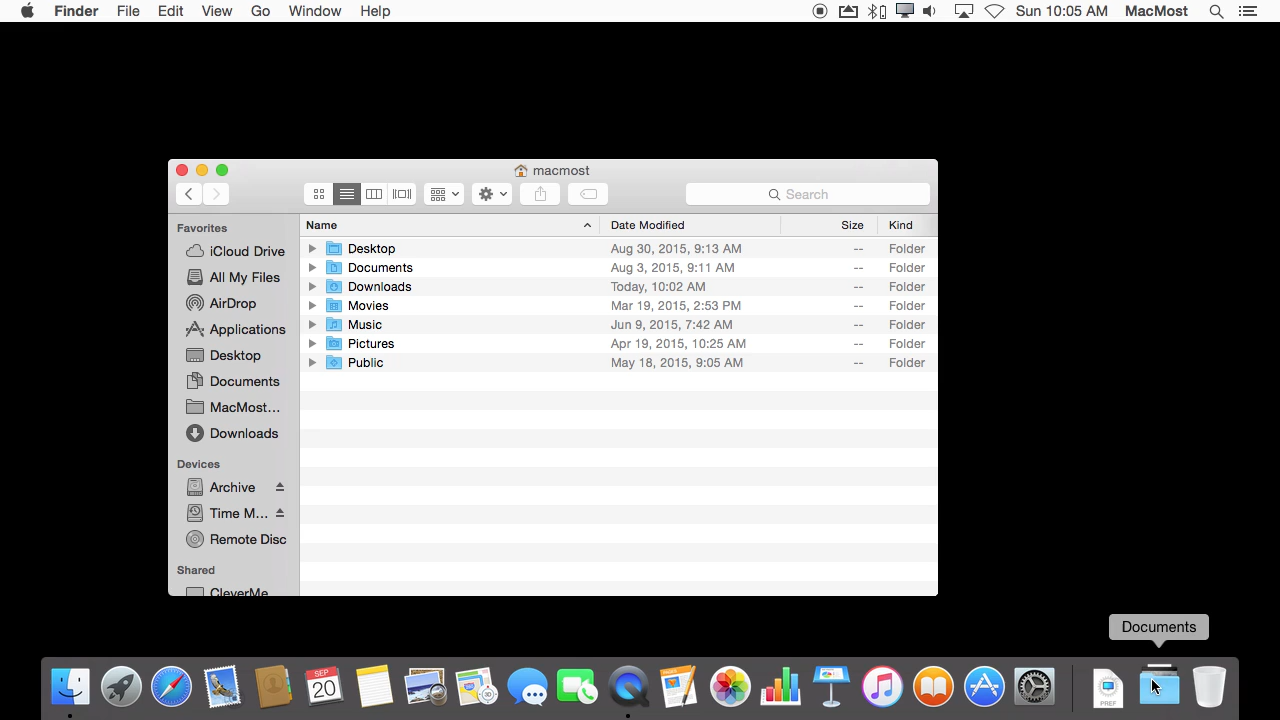 Finder File Edit View Go Window Help Sun 10:05 AM MacMost
macmost
Search
Favorites
iCloud Drive
All My Files
AirDrop
Applications
Desktop
Documents
MacMost...
Downloads
Devices
Archive
Time M...
Remote Disc
Shared
CleverMe
Name Date Modified Size Kind
Desktop Aug 30, 2015, 9:13 AM -- Folder
Documents Aug 3, 2015, 9:11 AM -- Folder
Downloads Today, 10:02 AM -- Folder
Movies Mar 19, 2015, 2:53 PM -- Folder
Music Jun 9, 2015, 7:42 AM -- Folder
Pictures Apr 19, 2015, 10:25 AM -- Folder
Public May 18, 2015, 9:05 AM -- Folder
Documents
SEP
20
PREF